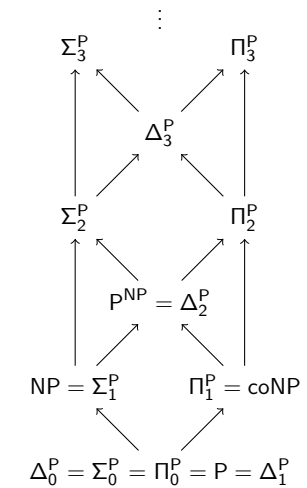 ⋮
Σ₃ᴾ Π₃ᴾ
Δ₃ᴾ
Σ₂ᴾ Π₂ᴾ
Pᴺᴾ = Δ₂ᴾ
NP = Σ₁ᴾ Π₁ᴾ = coNP
Δ₀ᴾ = Σ₀ᴾ = Π₀ᴾ = P = Δ₁ᴾ